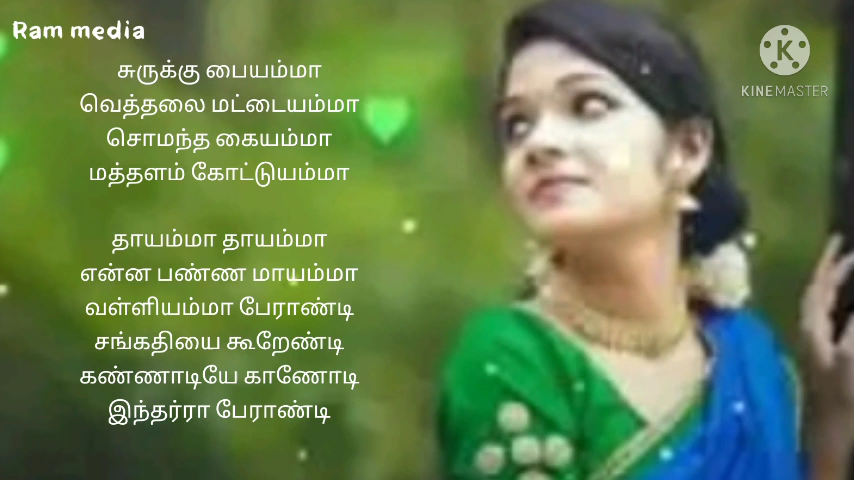 Ram media
KINEMASTER
சுருக்கு பையம்மா
வெத்தலை மட்டையம்மா
சொமந்த கையம்மா
மத்தளம் கோட்டுயம்மா
தாயம்மா தாயம்மா
என்ன பண்ண மாயம்மா
வள்ளியம்மா பேராண்டி
சங்கதியை கூறேண்டி
கண்ணாடியே காணோடி
இந்தர்ரா பேராண்டி